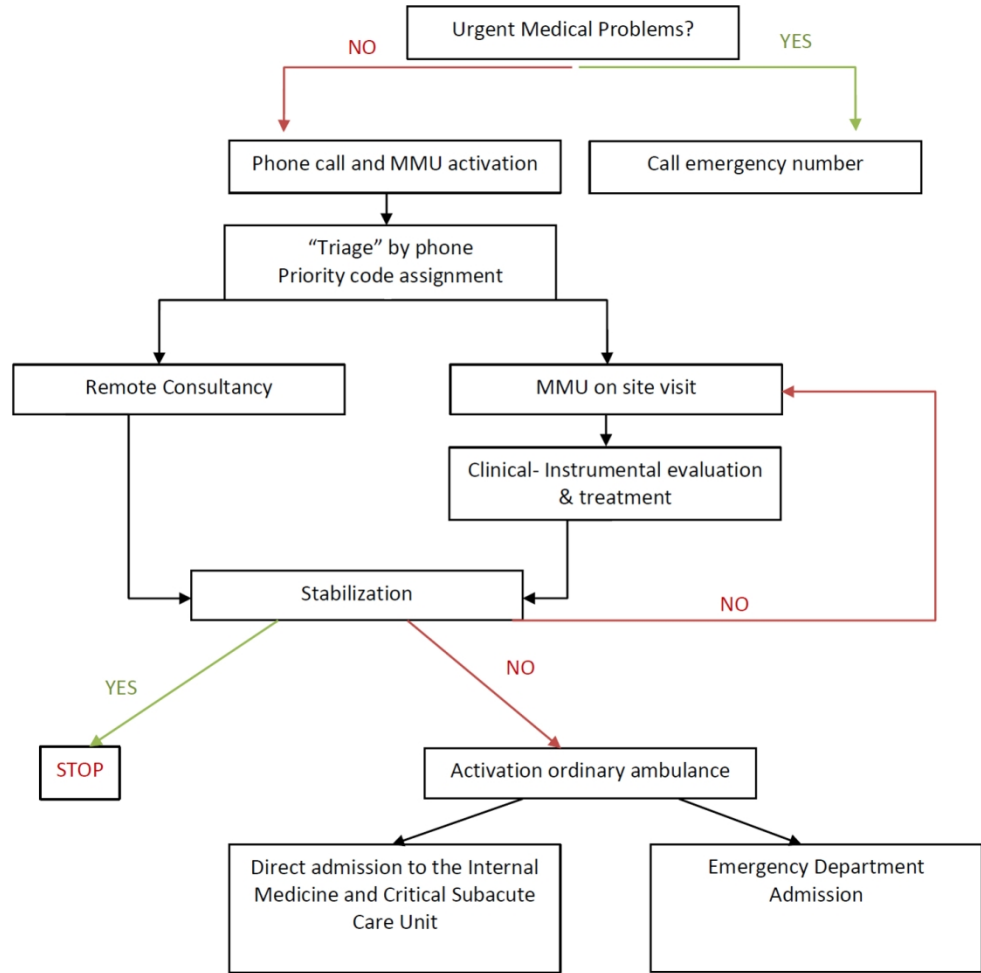 Urgent Medical Problems?
NO
YES
Phone call and MMU activation
Call emergency number
“Triage” by phone
Priority code assignment
Remote Consultancy
MMU on site visit
Clinical- Instrumental evaluation
& treatment
Stabilization
NO
NO
YES
STOP
Activation ordinary ambulance
Direct admission to the Internal
Medicine and Critical Subacute
Care Unit
Emergency Department
Admission